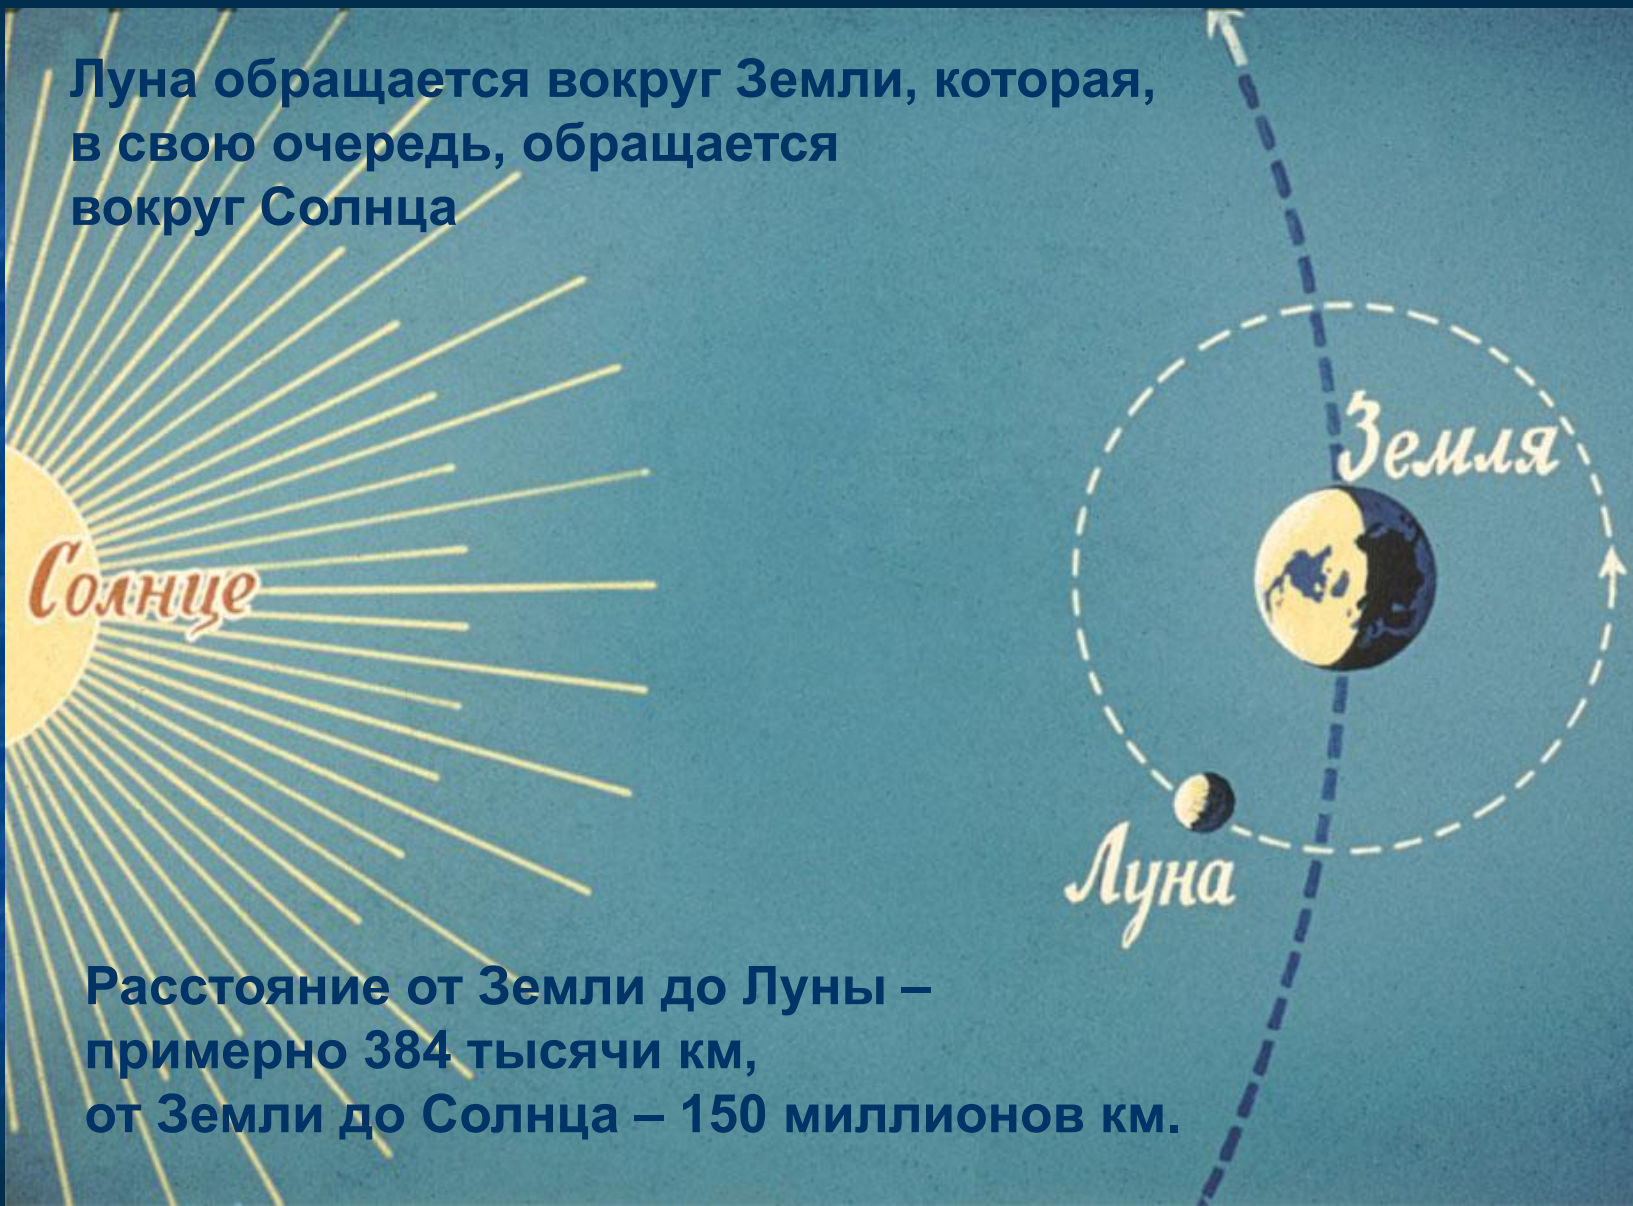 Луна обращается вокруг Земли, которая,
в свою очередь, обращается
вокруг Солнца
Земля
Солнце
Луна
Расстояние от Земли до Луны –
примерно 384 тысячи км,
от Земли до Солнца – 150 миллионов км.